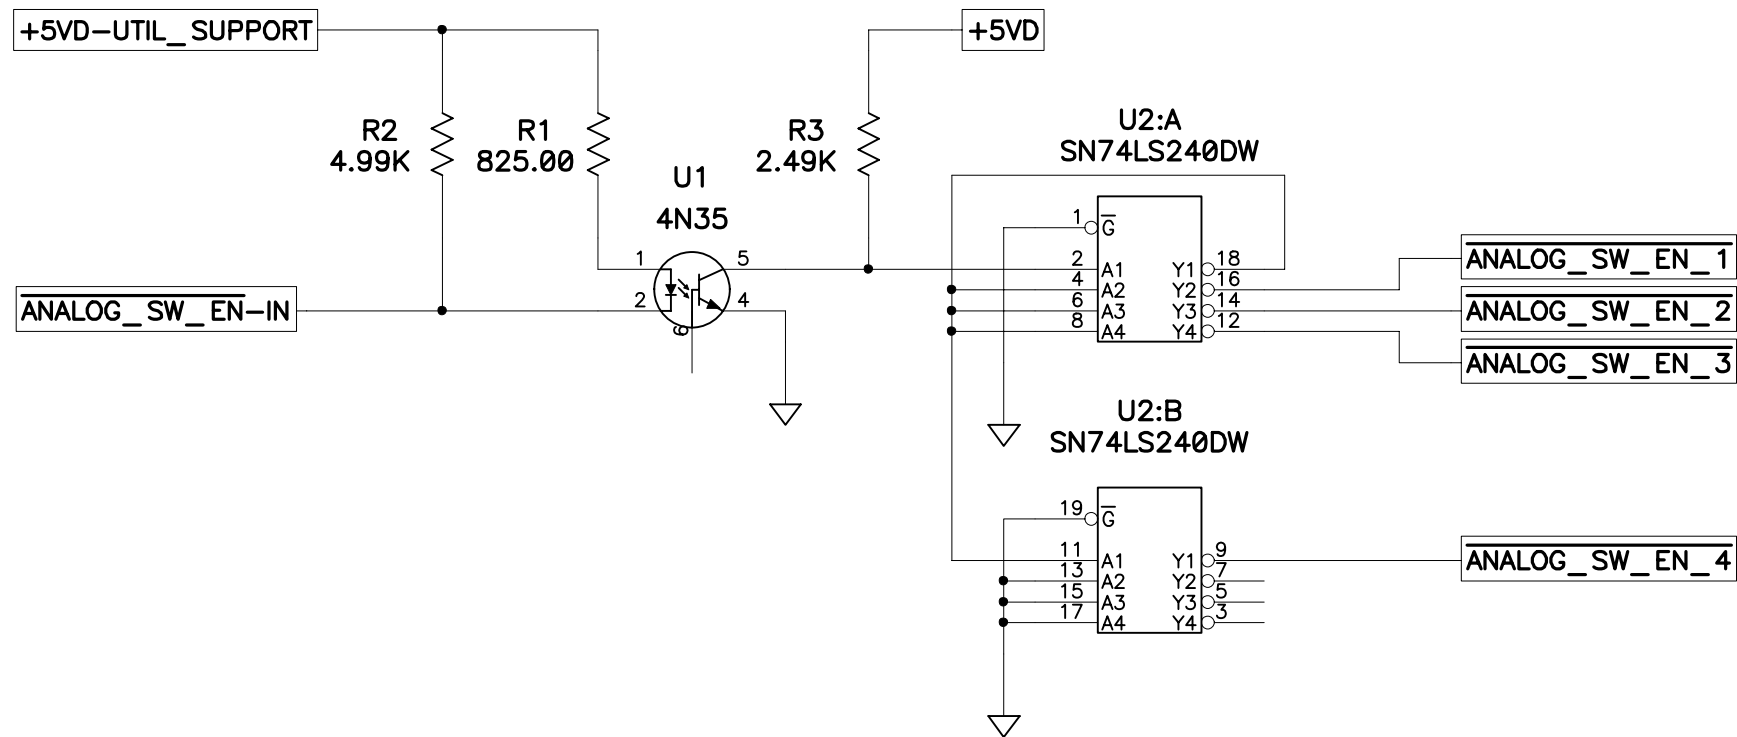 +5VD-UTIL_SUPPORT
+5VD
R2
4.99K
R1
825.00
R3
2.49K
U1
4N35
1
2
5
4
6
ANALOG_SW_EN-IN
U2:A
SN74LS240DW
1
G
2
A1
Y1
18
4
A2
Y2
16
6
A3
Y3
14
8
A4
Y4
12
ANALOG_SW_EN_1
ANALOG_SW_EN_2
ANALOG_SW_EN_3
U2:B
SN74LS240DW
19
G
11
A1
Y1
9
13
A2
Y2
7
15
A3
Y3
5
17
A4
Y4
3
ANALOG_SW_EN_4